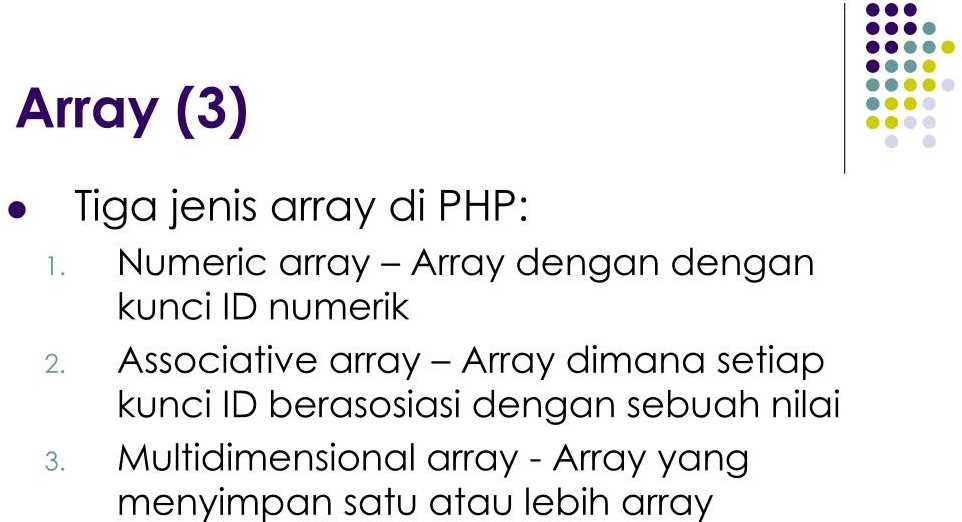 Array (3)
● Tiga jenis array di PHP:
1. Numeric array – Array dengan dengan
kunci ID numerik
2. Associative array – Array dimana setiap
kunci ID berasosiasi dengan sebuah nilai
3. Multidimensional array - Array yang
menyimpan satu atau lebih array